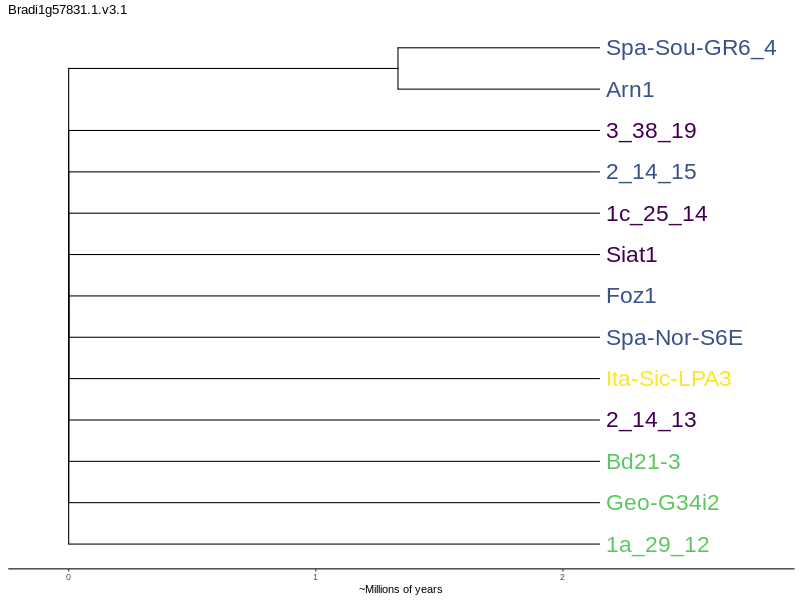 Bradi1g57831.1.v3.1
Spa-Sou-GR6_4
Arn1
3_38_19
2_14_15
1c_25_14
Siat1
Foz1
Spa-Nor-S6E
Ita-Sic-LPA3
2_14_13
Bd21-3
Geo-G34i2
1a_29_12
0 1 2
~Millions of years